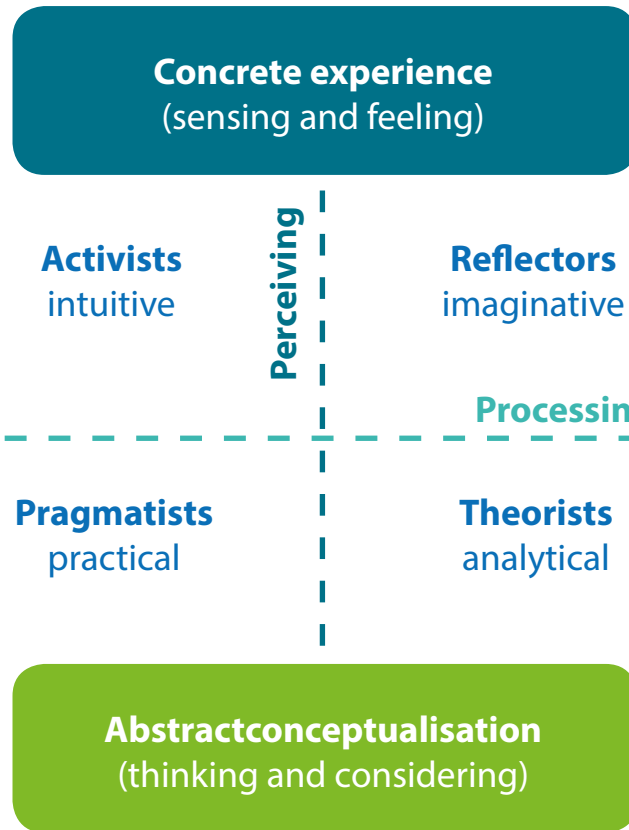 Concrete experience
(sensing and feeling)
Perceiving
Activists
intuitive
Reflectors
imaginative
Processin
Pragmatists
practical
Theorists
analytical
Abstractconceptualisation
(thinking and considering)